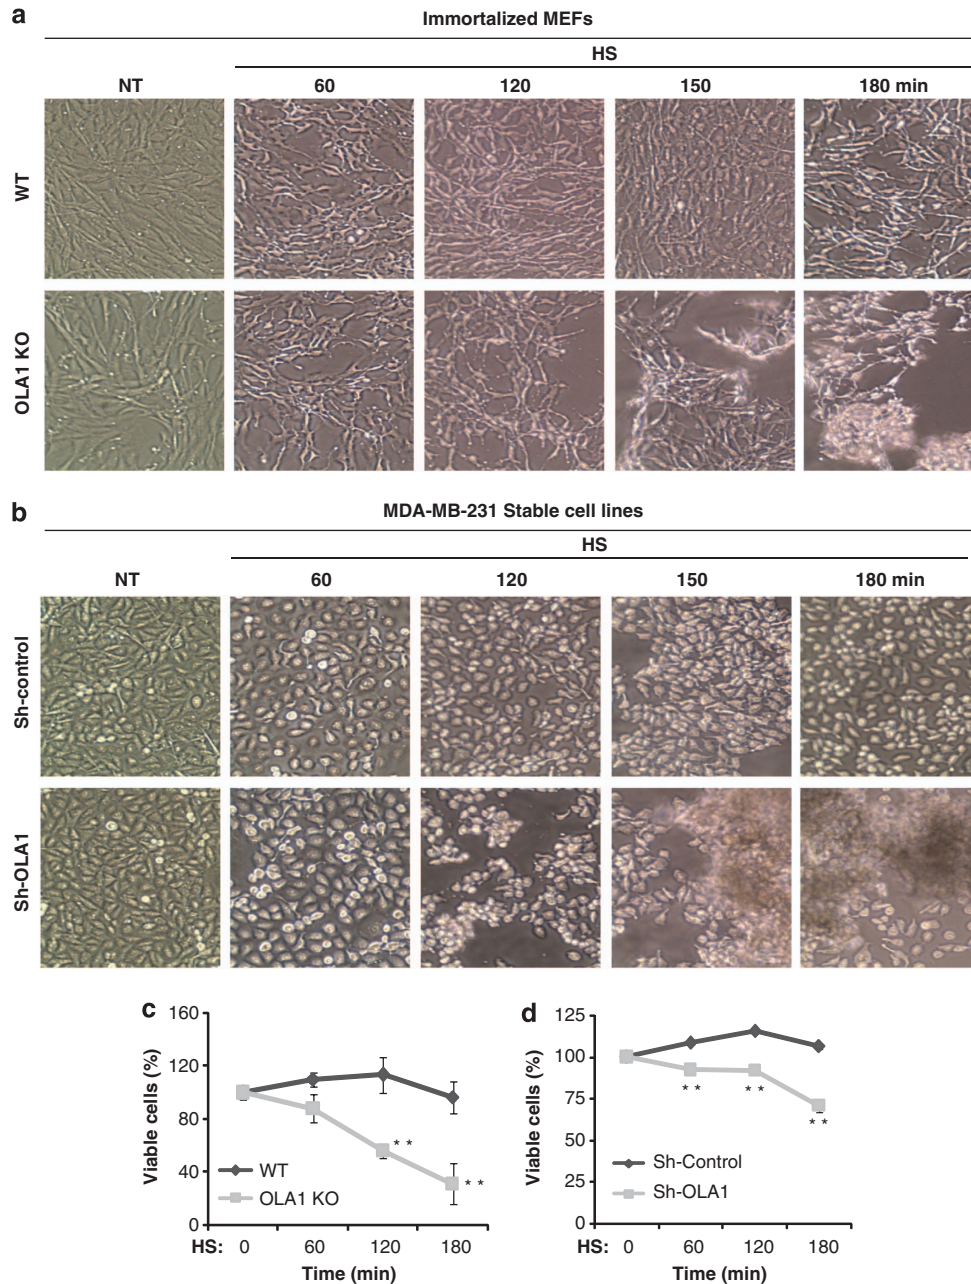 a
Immortalized MEFs
HS
NT 60 120 150 180 min
WT
OLA1 KO
b
MDA-MB-231 Stable cell lines
HS
NT 60 120 150 180 min
Sh-control
Sh-OLA1
c
Viable cells (%)
160
120
80
40
0
* *
* *
WT
OLA1 KO
HS: 0 60 120 180
Time (min)
d
Viable cells (%)
125
100
75
50
25
0
* *
* *
* *
Sh-Control
Sh-OLA1
HS: 0 60 120 180
Time (min)